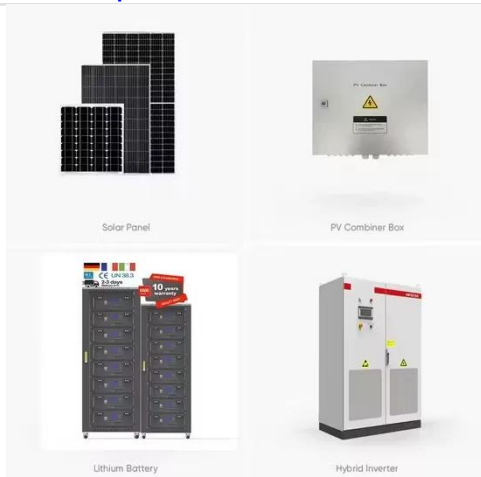 PV Combiner Box
Solar Panel
PV Combiner Box
CE UN38.3
2-3 days
10 years
warranty
Lithium Battery
Hybrid Inverter